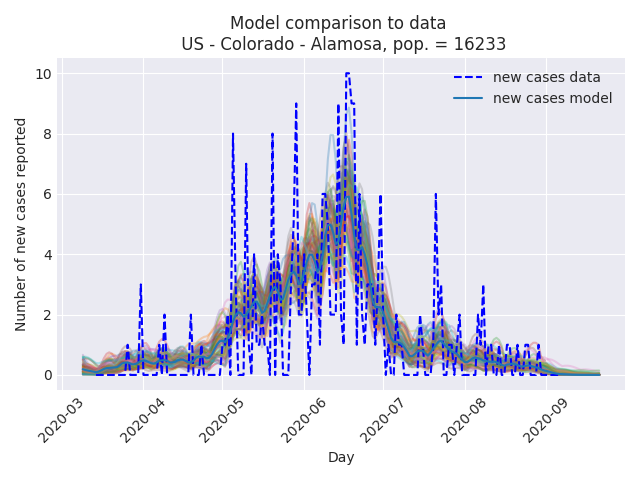 Model comparison to data
US - Colorado - Alamosa, pop. = 16233
new cases data
new cases model
Number of new cases reported
10
8
6
4
2
0
2020-03
2020-04
2020-05
2020-06
2020-07
2020-08
2020-09
Day